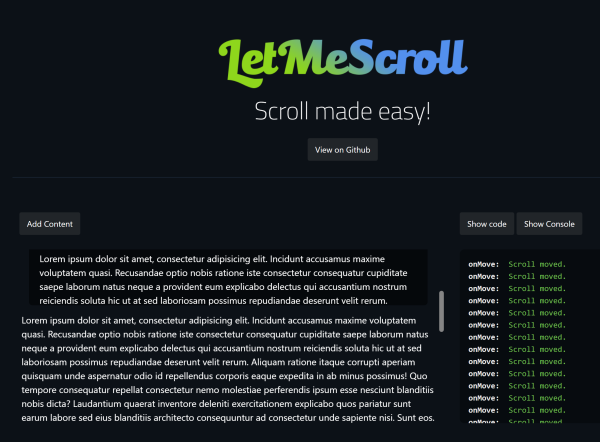 LetMeScroll
Scroll made easy!
View on Github
Add Content
Show code
Show Console
Lorem ipsum dolor sit amet, consectetur adipisicing elit. Incidunt accusamus maxime
voluptatem quasi. Recusandae optio nobis ratione iste consectetur consequatur cupiditate
saepe laborum natus neque a provident eum explicabo delectus qui accusantium nostrum
reiciendis soluta hic ut at sed laboriosam possimus repudiandae deserunt velit rerum.
Lorem ipsum dolor sit amet, consectetur adipisicing elit. Incidunt accusamus maxime
voluptatem quasi. Recusandae optio nobis ratione iste consectetur consequatur cupiditate saepe laborum natus
neque a provident eum explicabo delectus qui accusantium nostrum reiciendis soluta hic ut at sed
laboriosam possimus repudiandae deserunt velit rerum. Aliquam ratione itaque corrupti aperiam
quisquam unde aspernatur odio id repellendus corporis eaque expedita in ab minus possimus! Quo
tempore consequatur repellat consectetur nemo molestiae perferendis ipsum esse nesciunt blanditiis
nobis dicta? Laudantium quaerat inventore deleniti exercitationem explicabo quos pariatur sunt
earum labore sed eius blanditiis architecto consequuntur ad consectetur unde sapiente nisi. Sunt eos.
onMove: Scroll moved.
onMove: Scroll moved.
onMove: Scroll moved.
onMove: Scroll moved.
onMove: Scroll moved.
onMove: Scroll moved.
onMove: Scroll moved.
onMove: Scroll moved.
onMove: Scroll moved.
onMove: Scroll moved.
onMove: Scroll moved.
onMove: Scroll moved.
onMove: Scroll moved.
onMove: Scroll moved.